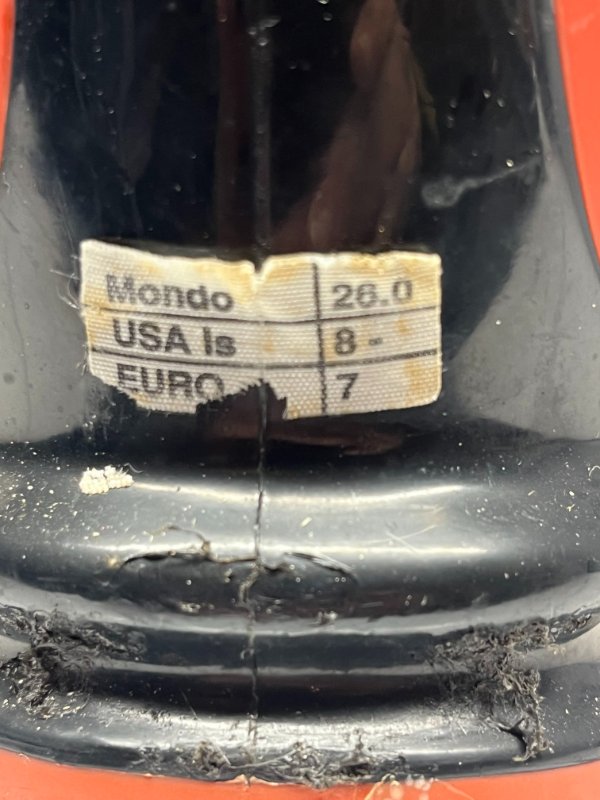 Mondo 26.0
USA ls 8 -
EURO 7